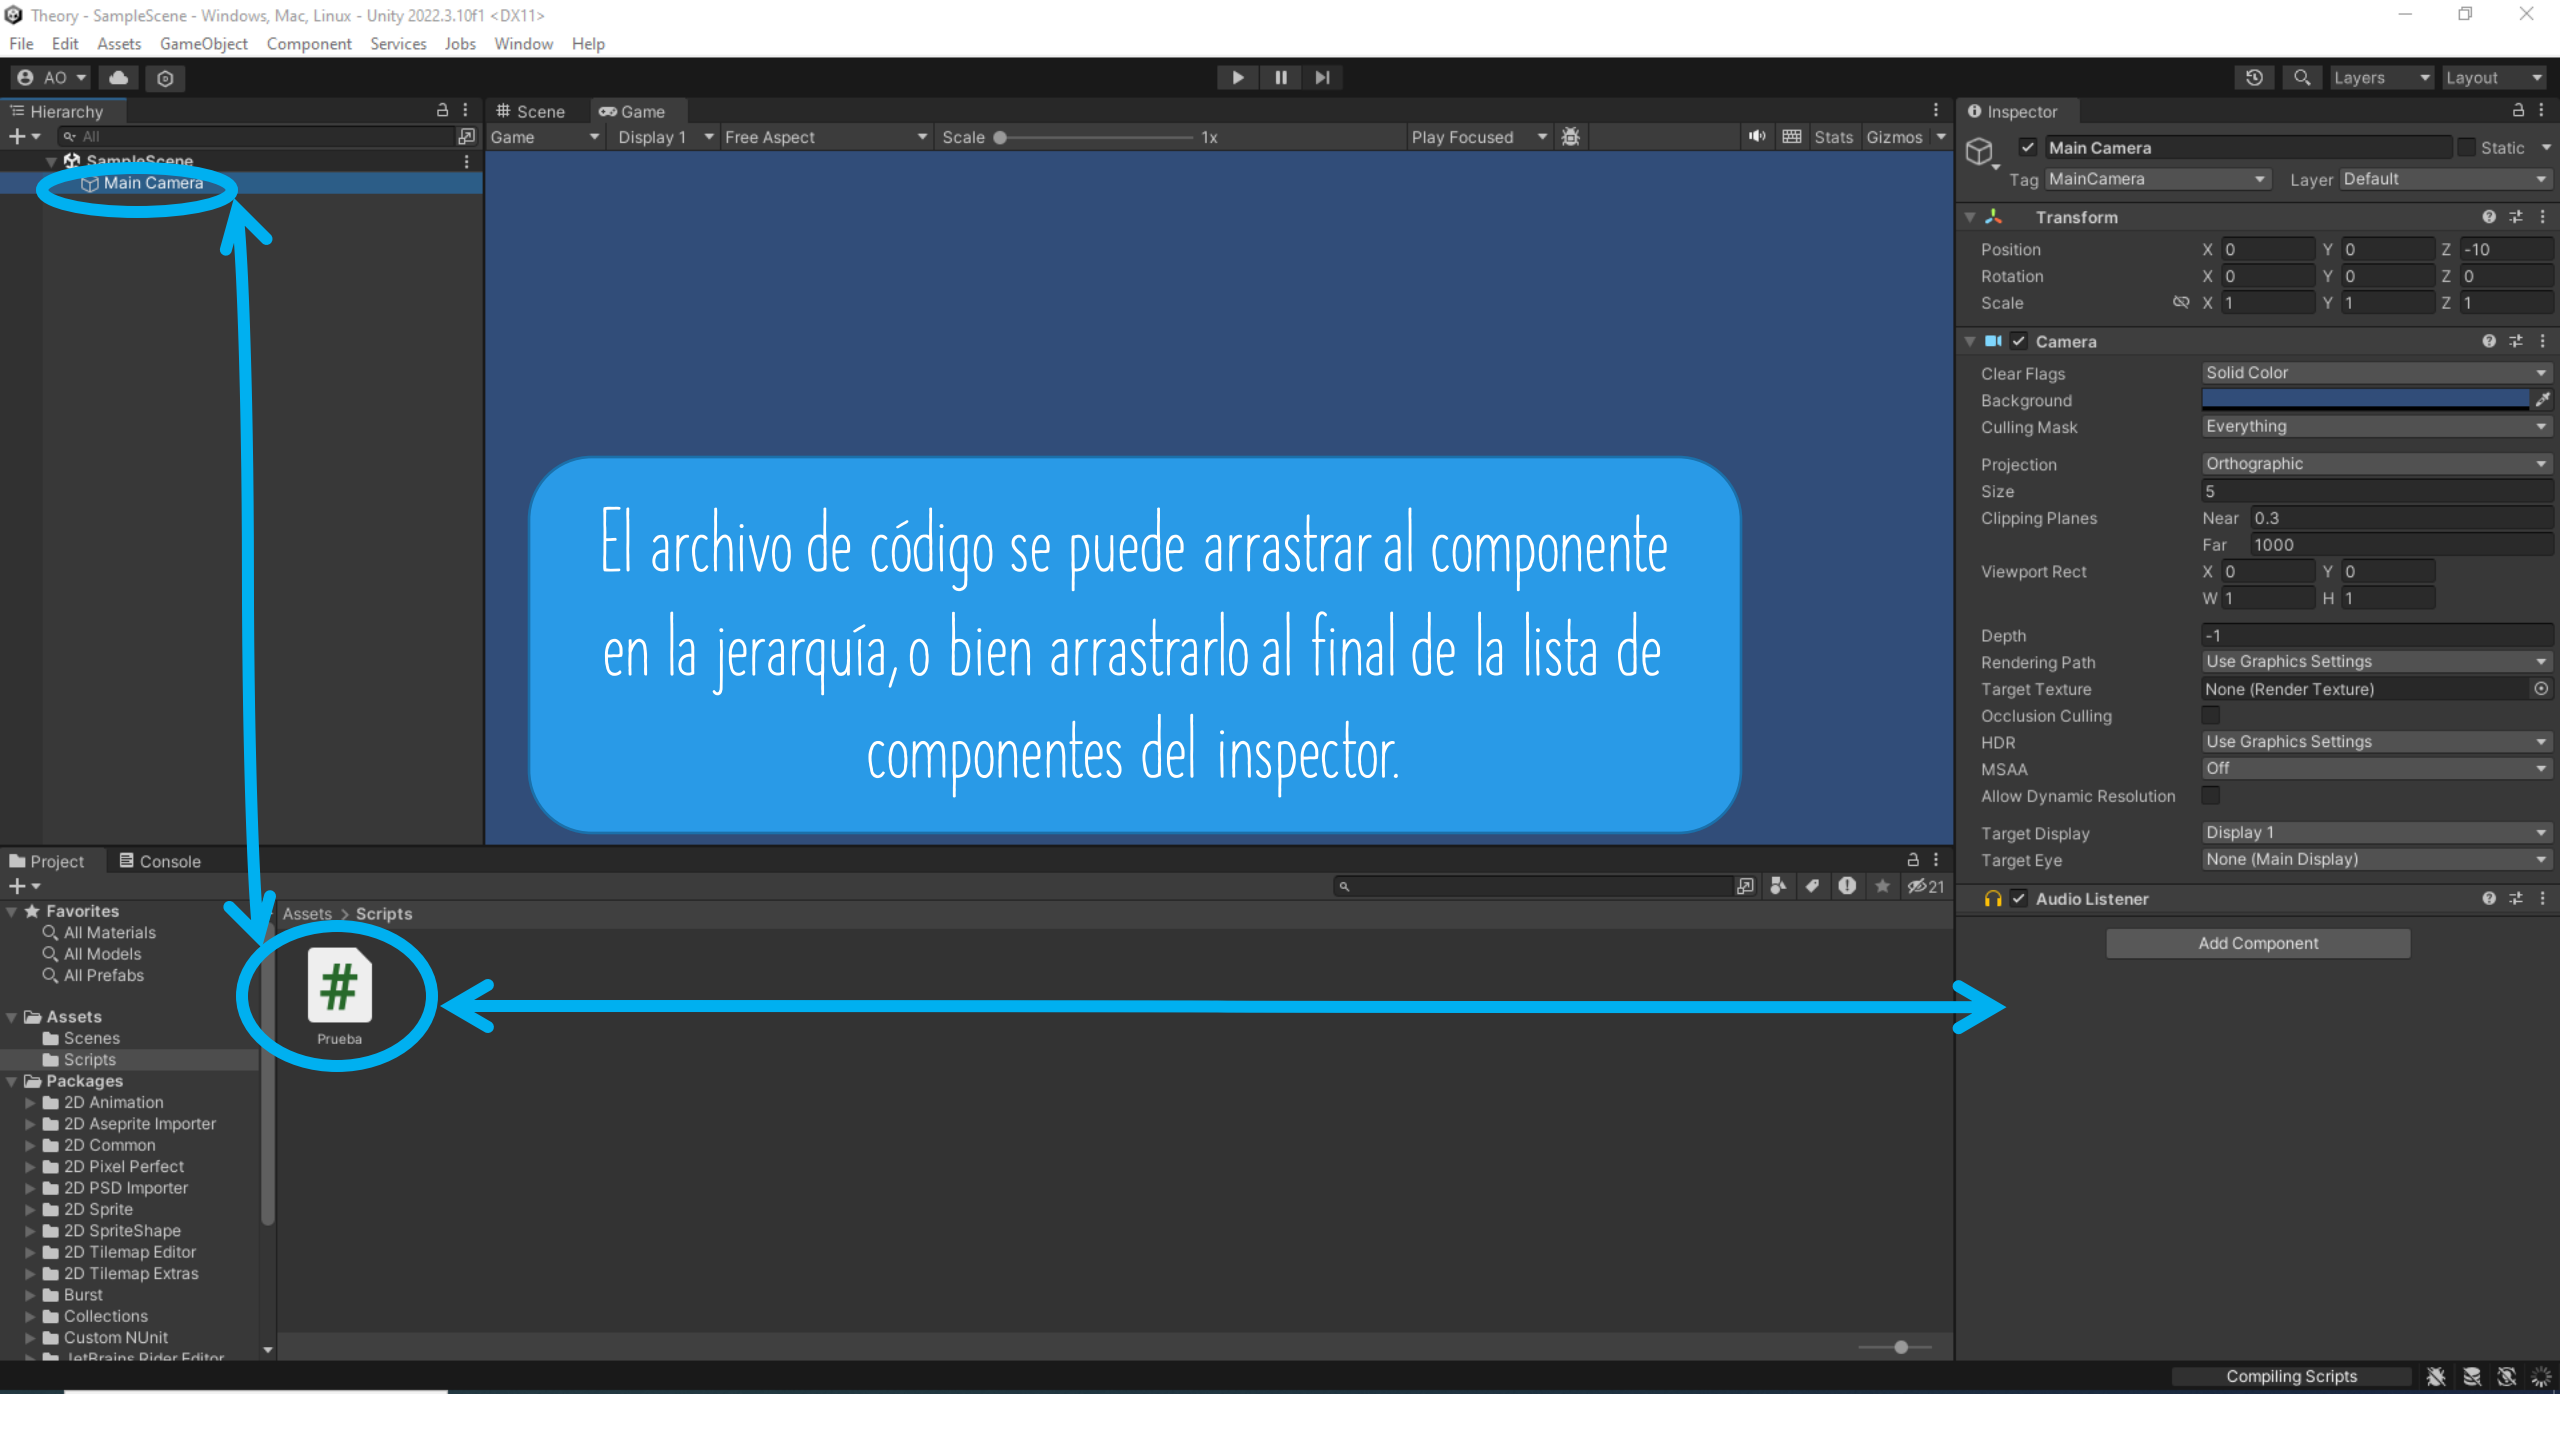 Theory - SampleScene - Windows, Mac, Linux - Unity 2022.3.10f1 <DX11>
File Edit Assets GameObject Component Services Jobs Window Help
AO Layers Layout
Hierarchy
All
SampleScene
Main Camera
Scene Game
Game Display 1 Free Aspect Scale 1x Play Focused Stats Gizmos
El archivo de código se puede arrastrar al componente
en la jerarquía, o bien arrastrarlo al final de la lista de
componentes del inspector.
Inspector
Main Camera Static
Tag MainCamera Layer Default
Transform
Position X 0 Y 0 Z -10
Rotation X 0 Y 0 Z 0
Scale X 1 Y 1 Z 1
Camera
Clear Flags Solid Color
Background
Culling Mask Everything
Projection Orthographic
Size 5
Clipping Planes Near 0.3
Far 1000
Viewport Rect X 0 Y 0
W 1 H 1
Depth -1
Rendering Path Use Graphics Settings
Target Texture None (Render Texture)
Occlusion Culling
HDR Use Graphics Settings
MSAA Off
Allow Dynamic Resolution
Target Display Display 1
Target Eye None (Main Display)
Audio Listener
Add Component
Project Console
21
Favorites
All Materials
All Models
All Prefabs
Assets
Scenes
Scripts
Packages
2D Animation
2D Aseprite Importer
2D Common
2D Pixel Perfect
2D PSD Importer
2D Sprite
2D SpriteShape
2D Tilemap Editor
2D Tilemap Extras
Burst
Collections
Custom NUnit
JetBrains Rider Editor
Assets > Scripts
#
Prueba
Compiling Scripts